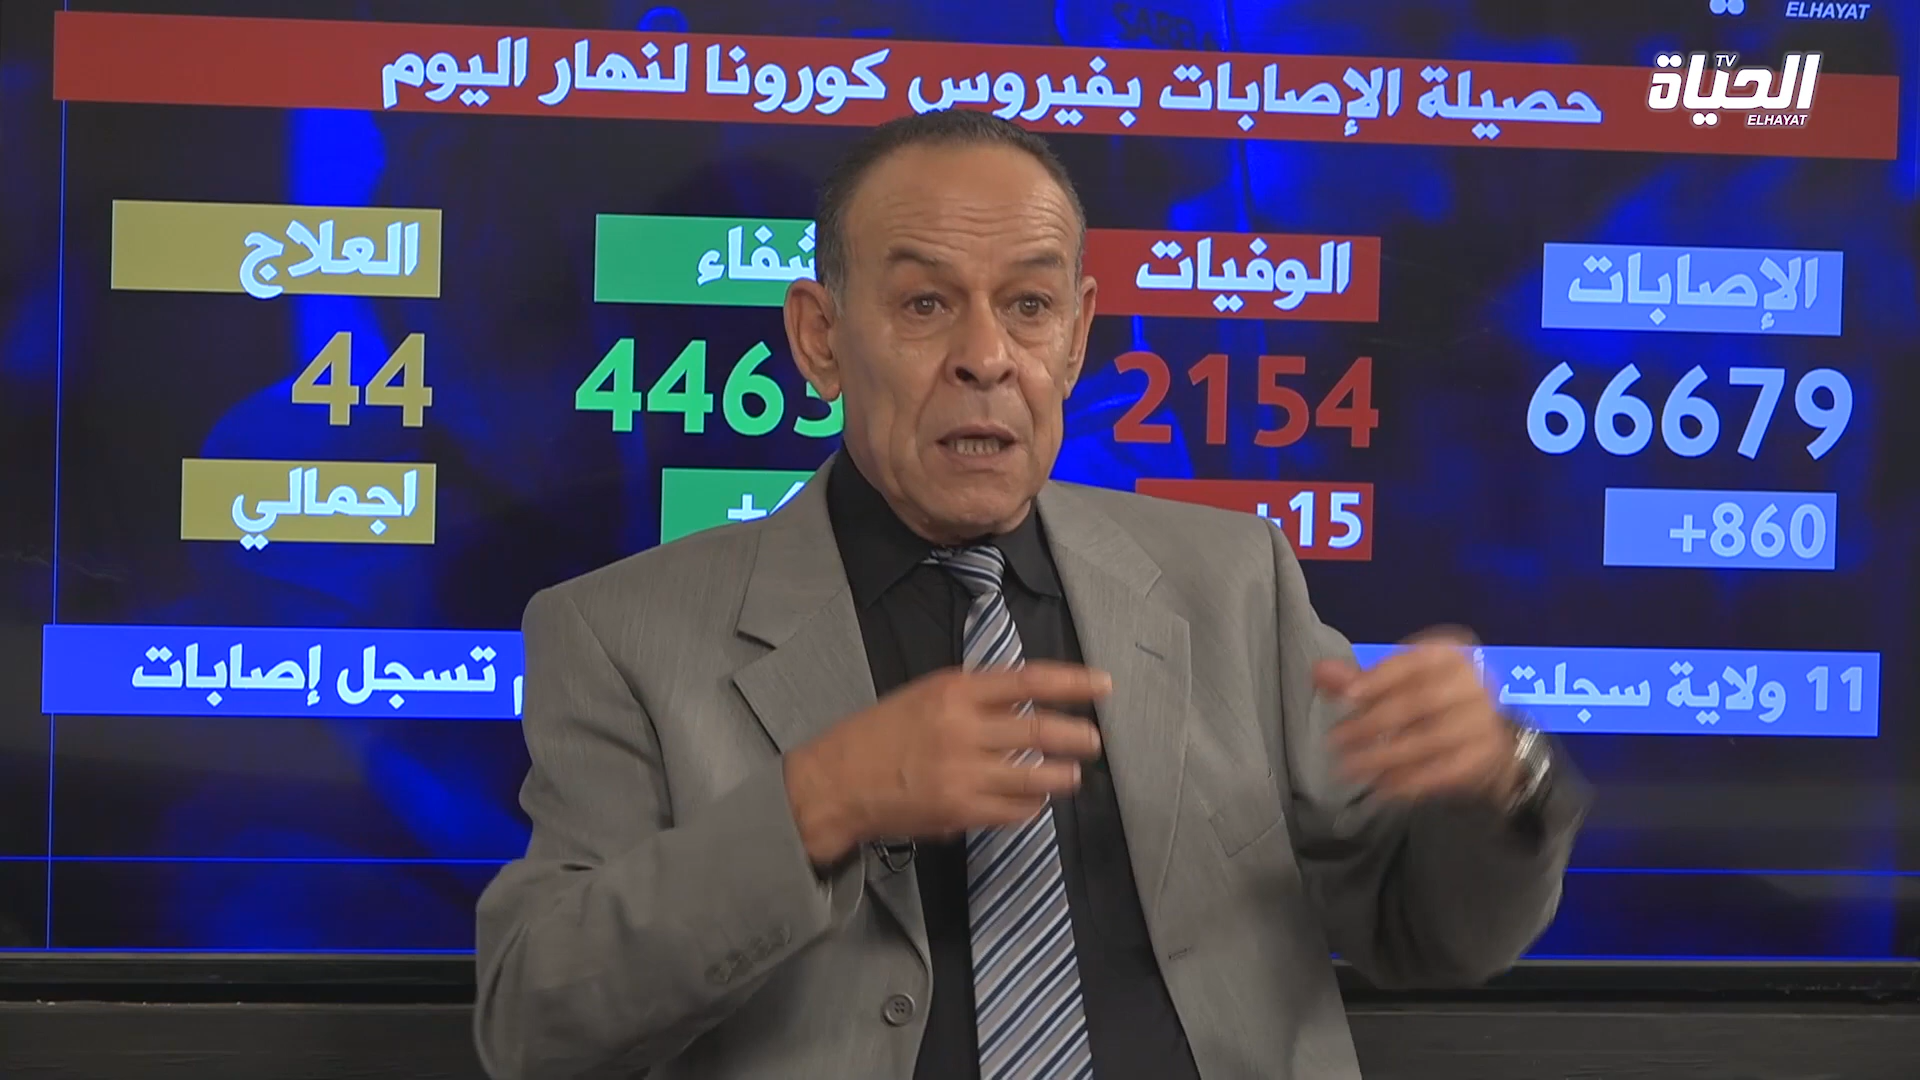 ELHAYAT
الحياة TV
ELHAYAT
حصيلة الإصابات بفيروس كورونا لنهار اليوم
الإصابات
الوفيات
العلاج
66679
2154
44
+860
+15
اجمالي
11 ولاية سجلت
تسجل إصابات